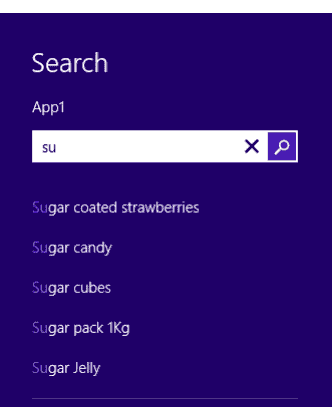 Search
App1
su
Sugar coated strawberries
Sugar candy
Sugar cubes
Sugar pack 1Kg
Sugar Jelly